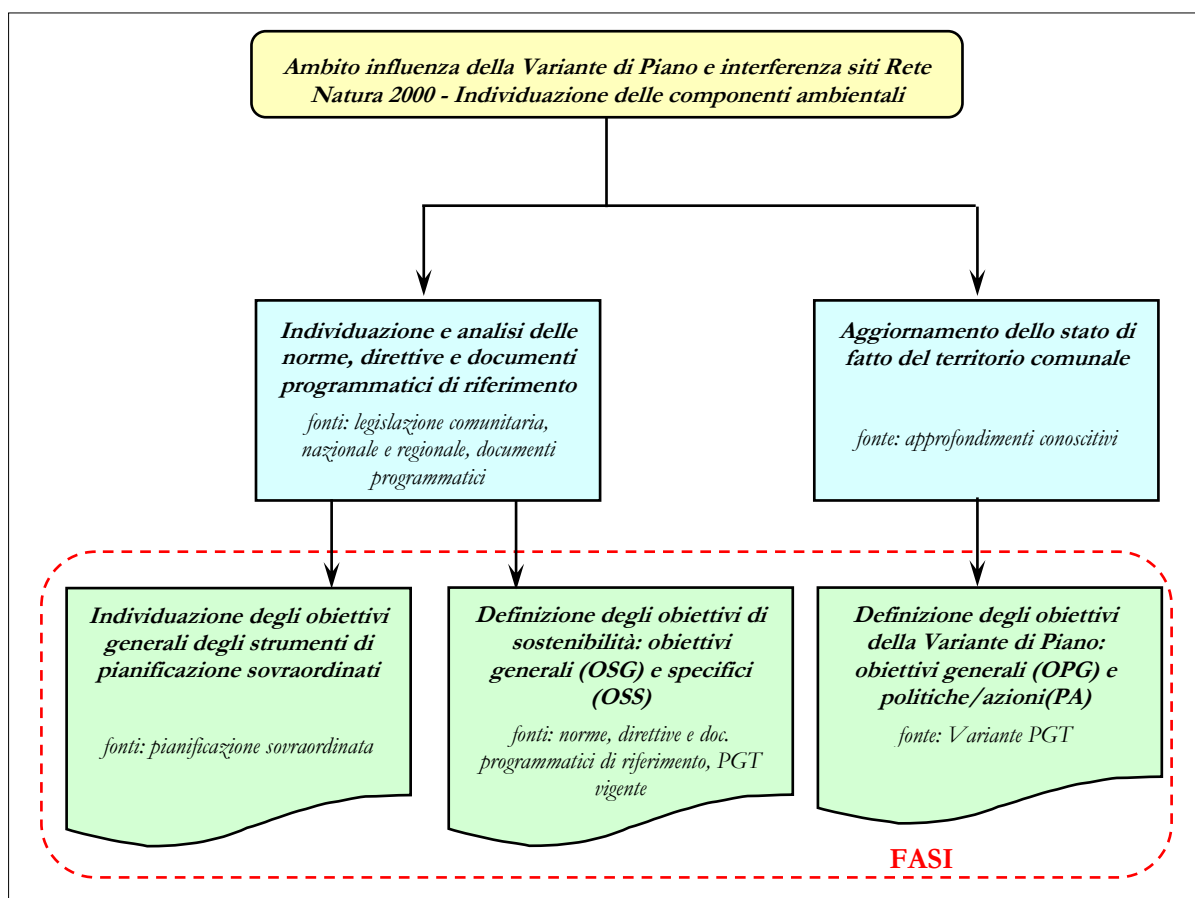 Ambito influenza della Variante di Piano e interferenza siti Rete
Natura 2000 - Individuazione delle componenti ambientali
Individuazione e analisi delle
norme, direttive e documenti
programmatici di riferimento
fonti: legislazione comunitaria,
nazionale e regionale, documenti
programmatici
Aggiornamento dello stato di
fatto del territorio comunale
fonte: approfondimenti conoscitivi
Individuazione degli obiettivi
generali degli strumenti di
pianificazione sovraordinati
fonti: pianificazione sovraordinata
Definizione degli obiettivi di
sostenibilità: obiettivi
generali (OSG) e specifici
(OSS)
fonti: norme, direttive e doc.
programmatici di riferimento, PGT
vigente
Definizione degli obiettivi
della Variante di Piano:
obiettivi generali (OPG) e
politiche/azioni(PA)
fonte: Variante PGT
FASI